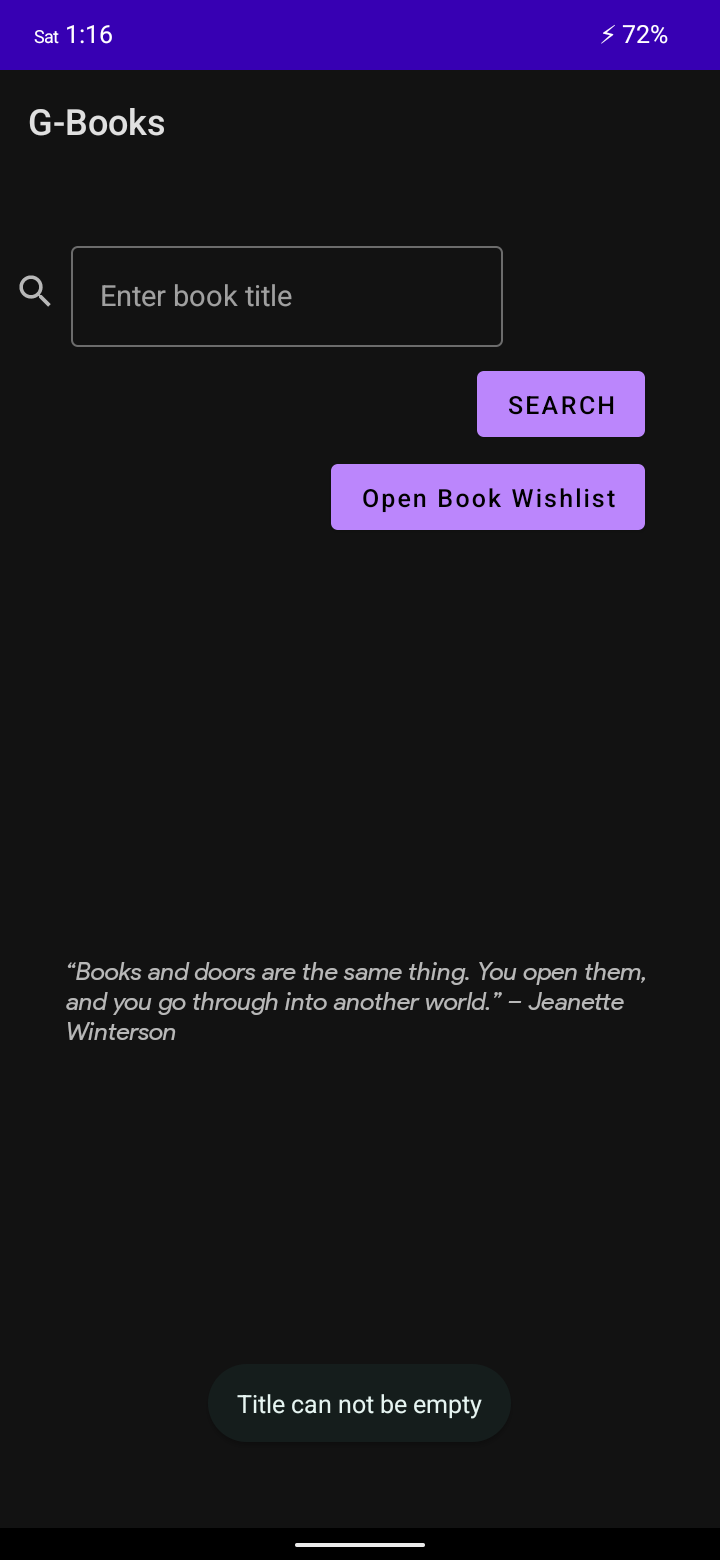 Sat 1:16
⚡ 72%
G-Books
Enter book title
SEARCH
Open Book Wishlist
“Books and doors are the same thing. You open them,
and you go through into another world.” – Jeanette
Winterson
Title can not be empty